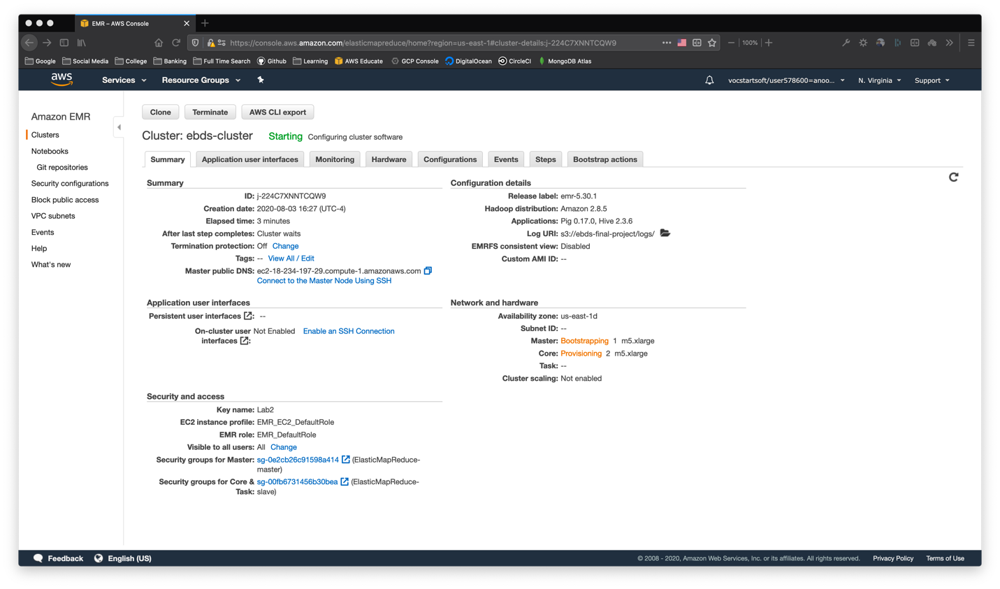 EMR – AWS Console
https://console.aws.amazon.com/elasticmapreduce/home?region=us-east-1#cluster-details:j-224C7XNNTCQW9
100%
Google Social Media College Banking Full Time Search Github Learning AWS Educate GCP Console DigitalOcean CircleCI MongoDB Atlas
aws Services Resource Groups vocstartsoft/user578600=anoo... N. Virginia Support
Amazon EMR
Clusters
Notebooks
Git repositories
Security configurations
Block public access
VPC subnets
Events
Help
What's new
Clone Terminate AWS CLI export
Cluster: ebds-cluster Starting Configuring cluster software
Summary Application user interfaces Monitoring Hardware Configurations Events Steps Bootstrap actions
Summary
ID: j-224C7XNNTCQW9
Creation date: 2020-08-03 16:27 (UTC-4)
Elapsed time: 3 minutes
After last step completes: Cluster waits
Termination protection: Off Change
Tags: -- View All / Edit
Master public DNS: ec2-18-234-197-29.compute-1.amazonaws.com
Connect to the Master Node Using SSH
Configuration details
Release label: emr-5.30.1
Hadoop distribution: Amazon 2.8.5
Applications: Pig 0.17.0, Hive 2.3.6
Log URI: s3://ebds-final-project/logs/
EMRFS consistent view: Disabled
Custom AMI ID: --
Application user interfaces
Persistent user interfaces : --
On-cluster user Not Enabled Enable an SSH Connection
interfaces :
Network and hardware
Availability zone: us-east-1d
Subnet ID: --
Master: Bootstrapping 1 m5.xlarge
Core: Provisioning 2 m5.xlarge
Task: --
Cluster scaling: Not enabled
Security and access
Key name: Lab2
EC2 instance profile: EMR_EC2_DefaultRole
EMR role: EMR_DefaultRole
Visible to all users: All Change
Security groups for Master: sg-0e2cb26c91598a414 (ElasticMapReduce-
master)
Security groups for Core & sg-00fb6731456b30bea (ElasticMapReduce-
Task: slave)
Feedback English (US) © 2008 - 2020, Amazon Web Services, Inc. or its affiliates. All rights reserved. Privacy Policy Terms of Use